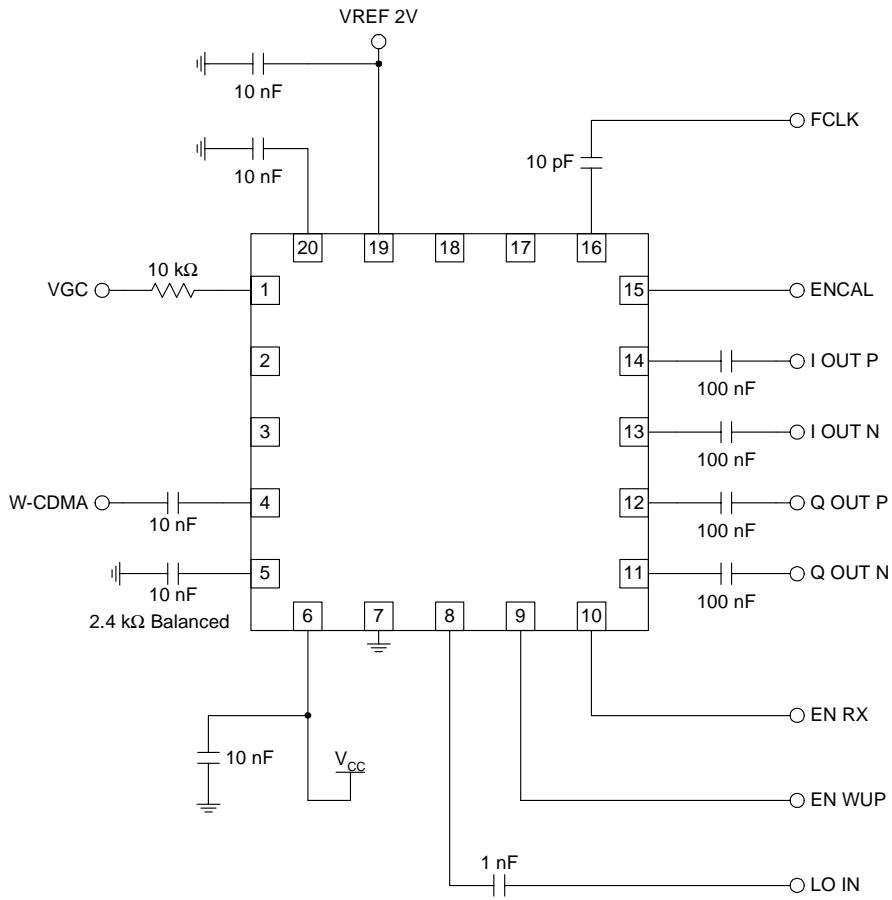 VREF 2V
10 nF
FCLK
10 nF
10 pF
20 19 18 17 16
10 kΩ
VGC 1 15 ENCAL
2 14 I OUT P
100 nF
3 13 I OUT N
100 nF
W-CDMA 4 12 Q OUT P
10 nF 100 nF
5 11 Q OUT N
10 nF 100 nF
2.4 kΩ Balanced
6 7 8 9 10
EN RX
10 nF VCC
EN WUP
1 nF
LO IN